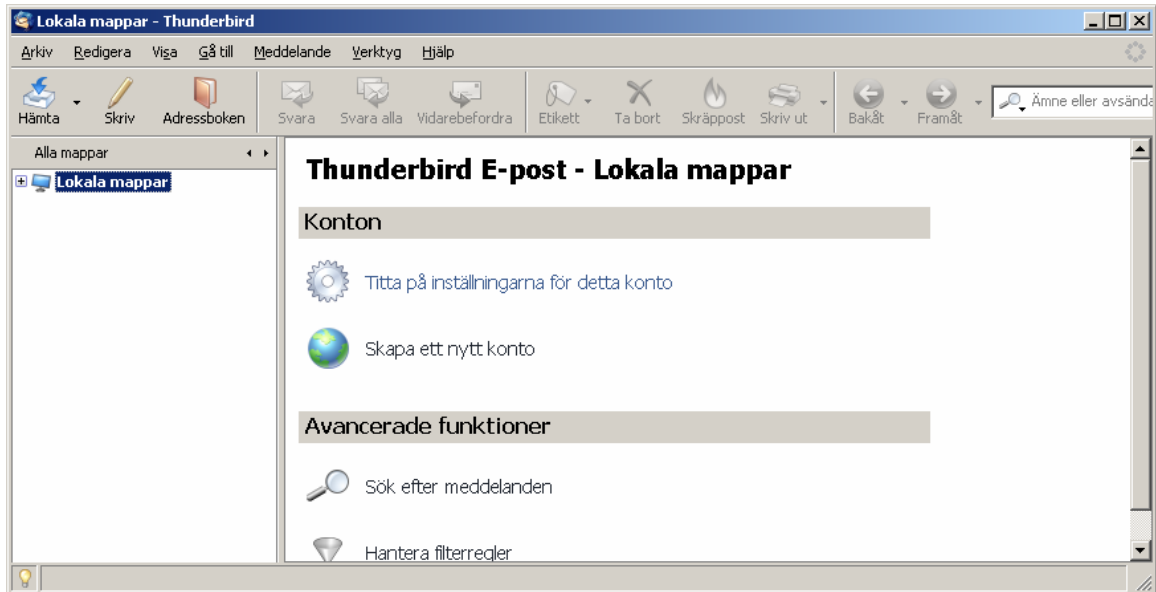 Lokala mappar - Thunderbird
Arkiv Redigera Visa Gå till Meddelande Verktyg Hjälp
Hämta Skriv Adressboken Svara Svara alla Vidarebefordra Etikett Ta bort Skräppost Skriv ut Bakåt Framåt Ämne eller avsända
Alla mappar
Lokala mappar
Thunderbird E-post - Lokala mappar
Konton
Titta på inställningarna för detta konto
Skapa ett nytt konto
Avancerade funktioner
Sök efter meddelanden
Hantera filterregler